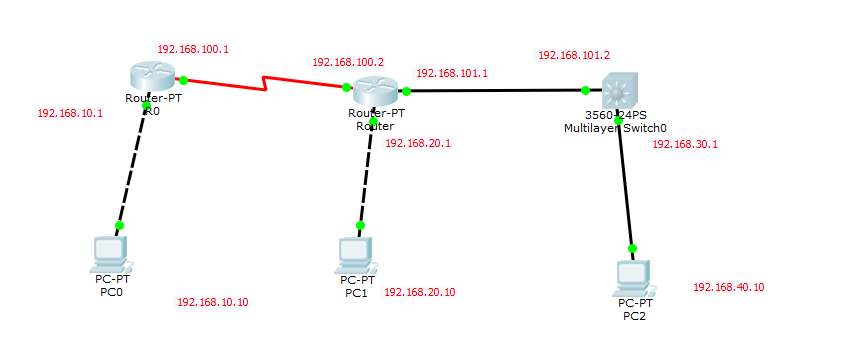 192.168.100.1
192.168.100.2
192.168.101.1
192.168.101.2
Router-PT
R0
192.168.10.1
Router-PT
Router
192.168.20.1
3560-24PS
Multilayer Switch0
192.168.30.1
PC-PT
PC0
192.168.10.10
PC-PT
PC1
192.168.20.10
PC-PT
PC2
192.168.40.10